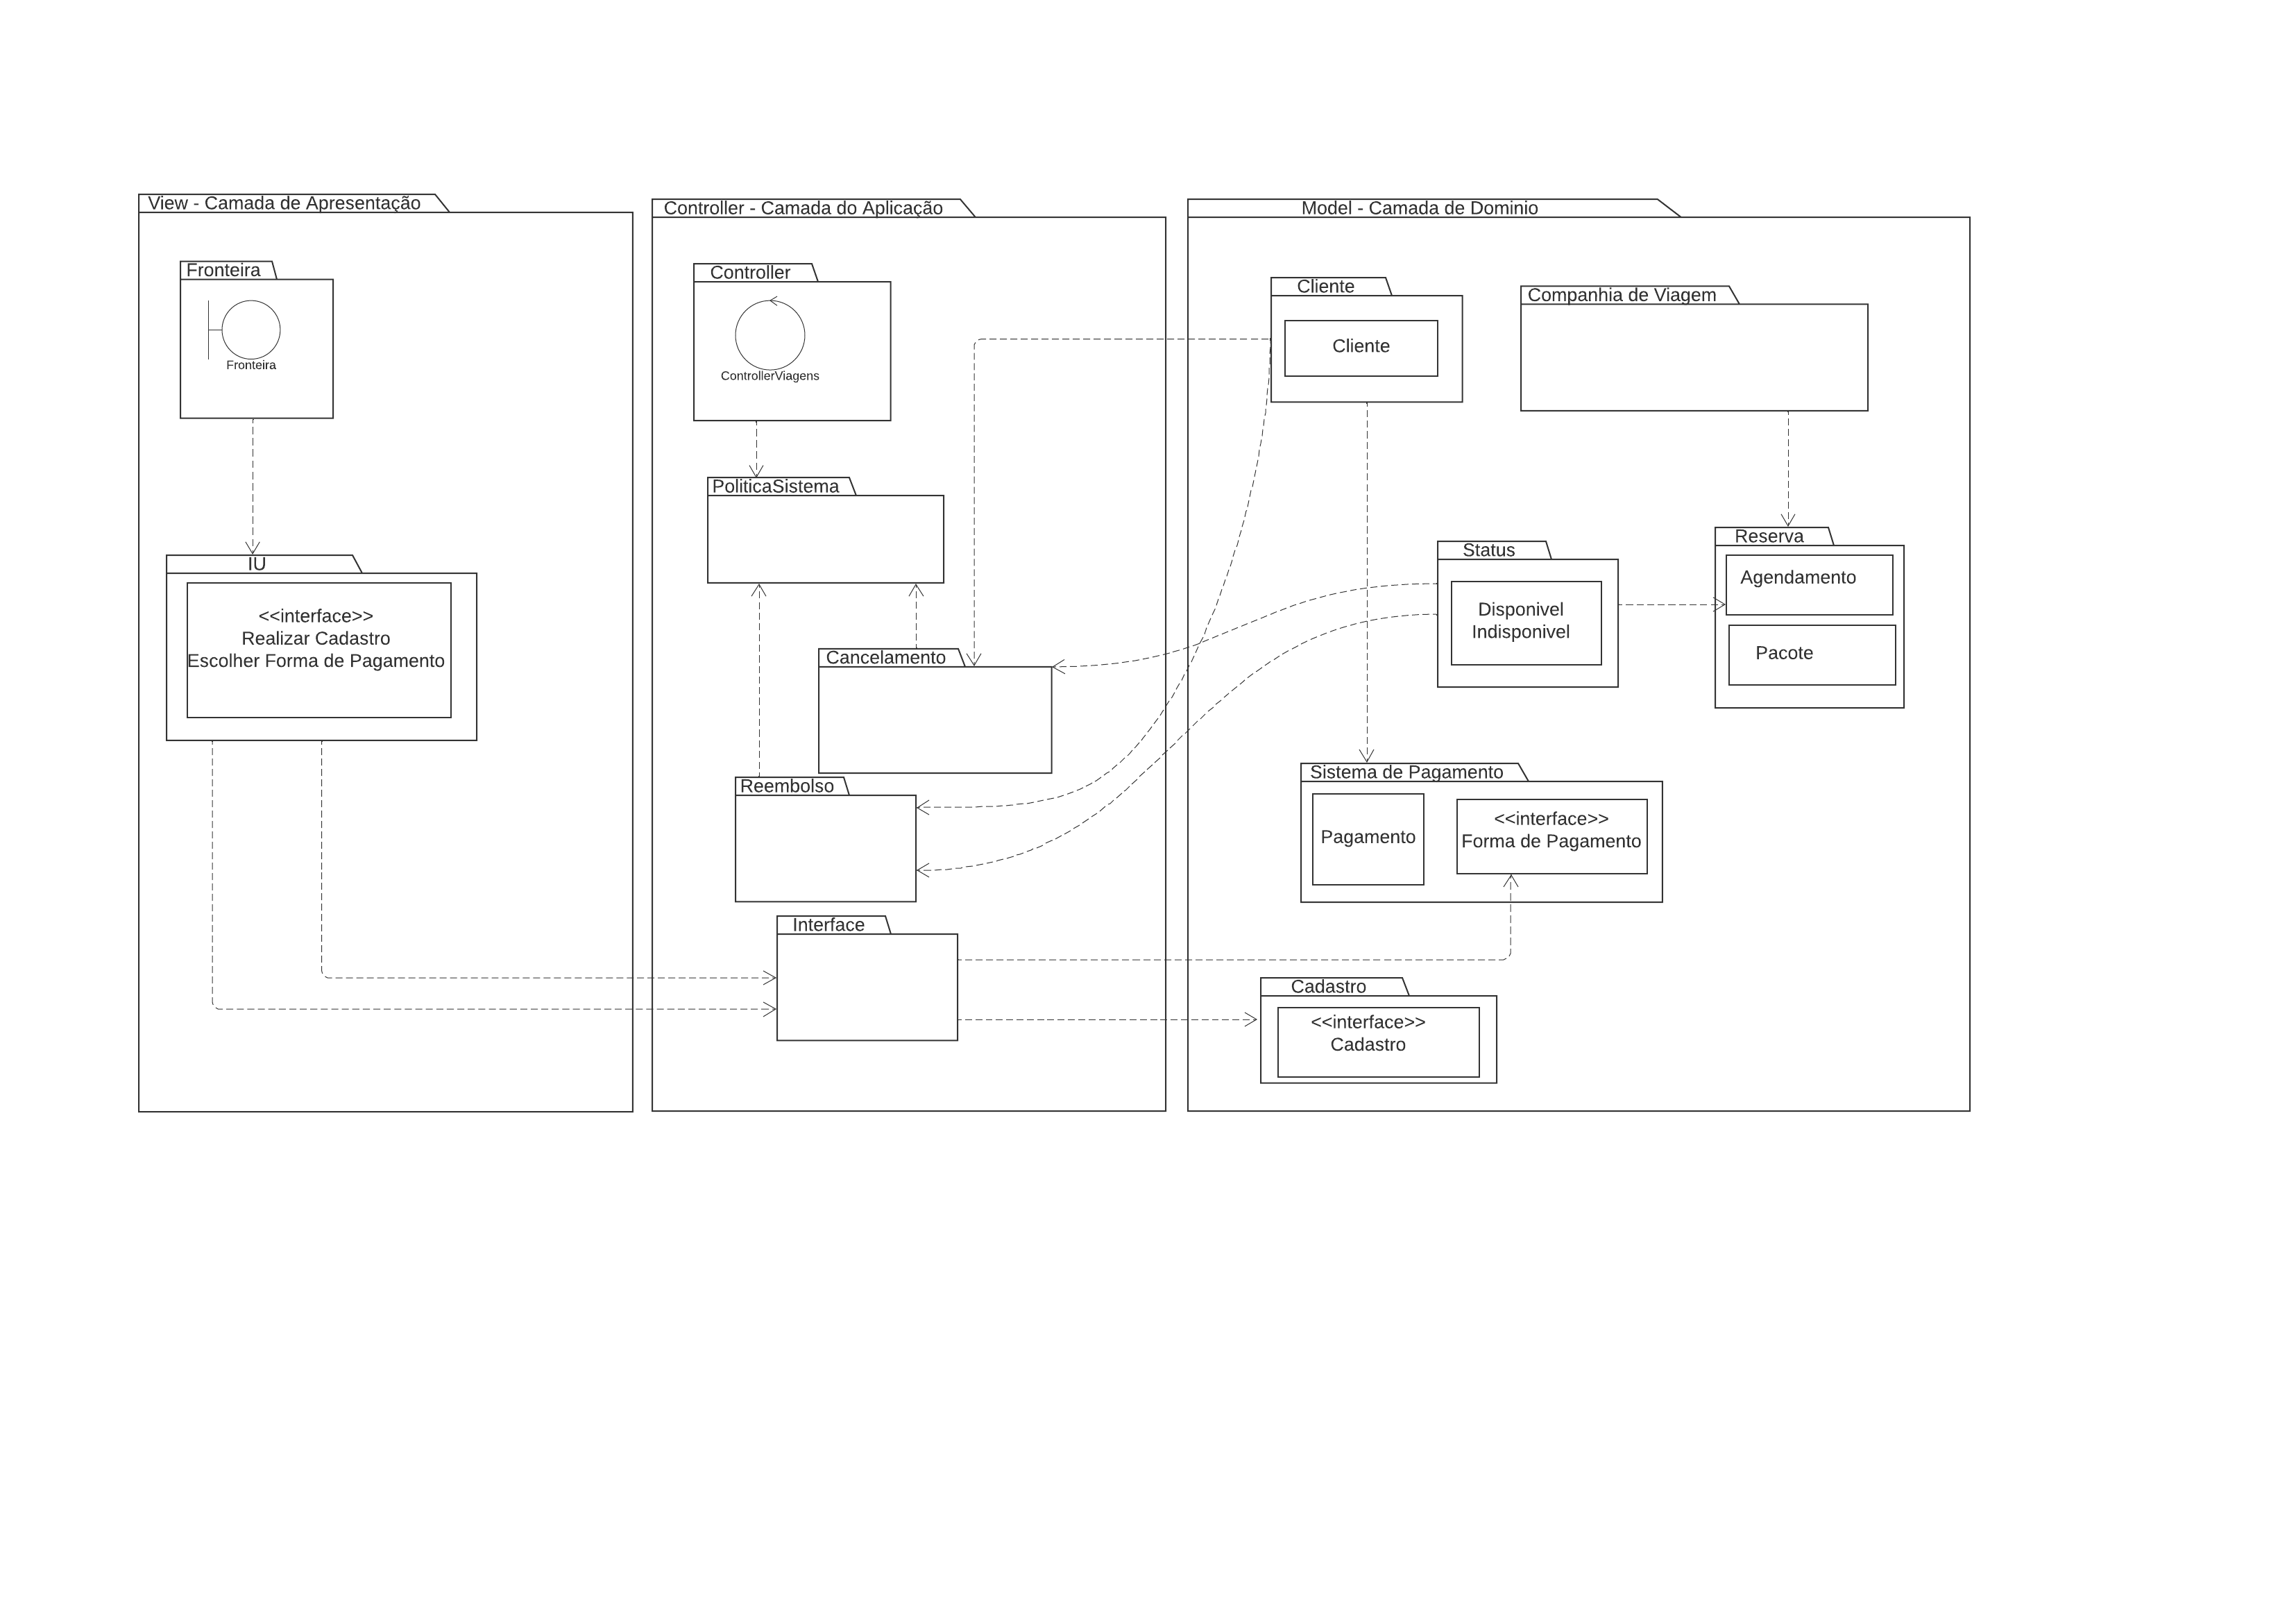 View - Camada de Apresentação
Fronteira
Fronteira
IU
<<interface>>
Realizar Cadastro
Escolher Forma de Pagamento
Controller - Camada do Aplicação
Controller
ControllerViagens
PoliticaSistema
Cancelamento
Reembolso
Interface
Model - Camada de Dominio
Cliente
Cliente
Companhia de Viagem
Status
Disponivel
Indisponivel
Reserva
Agendamento
Pacote
Sistema de Pagamento
Pagamento
<<interface>>
Forma de Pagamento
Cadastro
<<interface>>
Cadastro